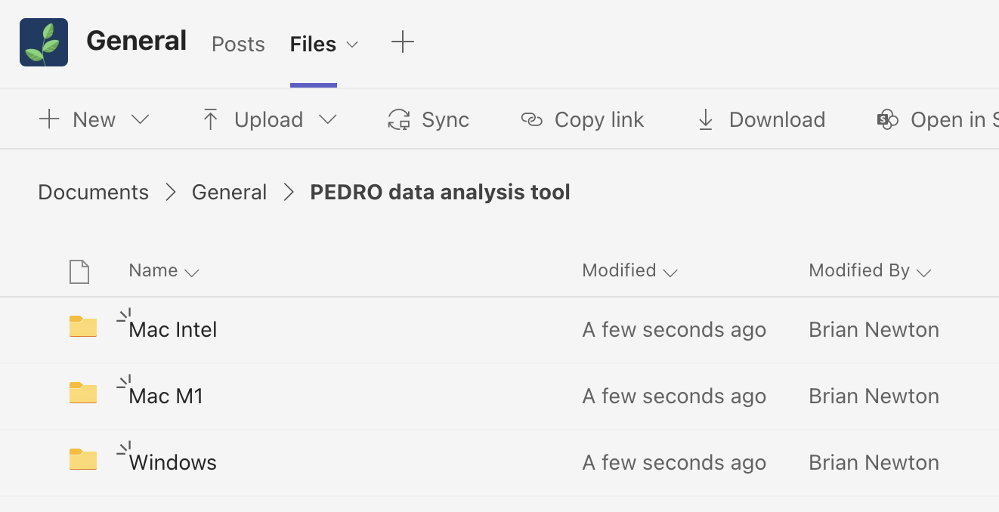 General Posts Files
New Upload Sync Copy link Download Open in S
Documents > General > PEDRO data analysis tool
Name Modified Modified By
Mac Intel A few seconds ago Brian Newton
Mac M1 A few seconds ago Brian Newton
Windows A few seconds ago Brian Newton